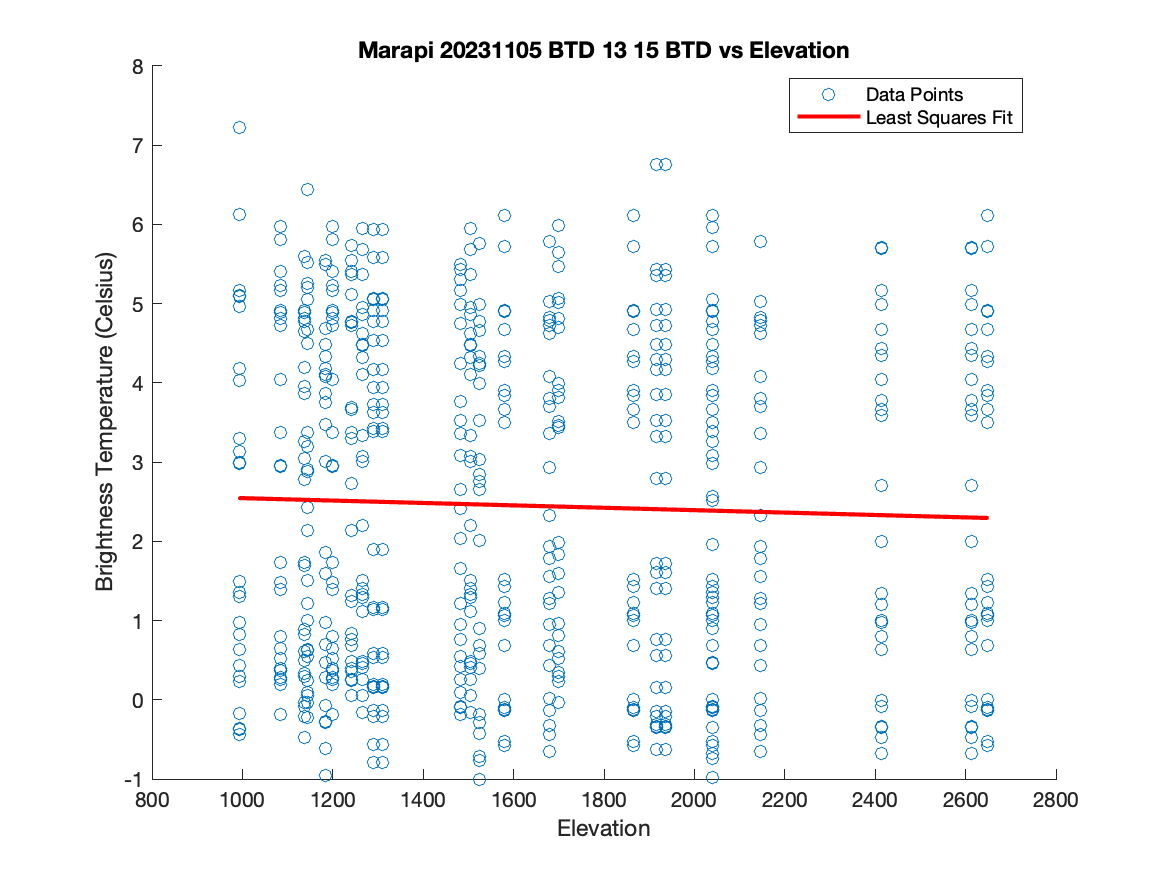 Marapi 20231105 BTD 13 15 BTD vs Elevation
Data Points
Least Squares Fit
8
7
6
5
4
3
2
1
0
-1
Brightness Temperature (Celsius)
800 1000 1200 1400 1600 1800 2000 2200 2400 2600 2800
Elevation